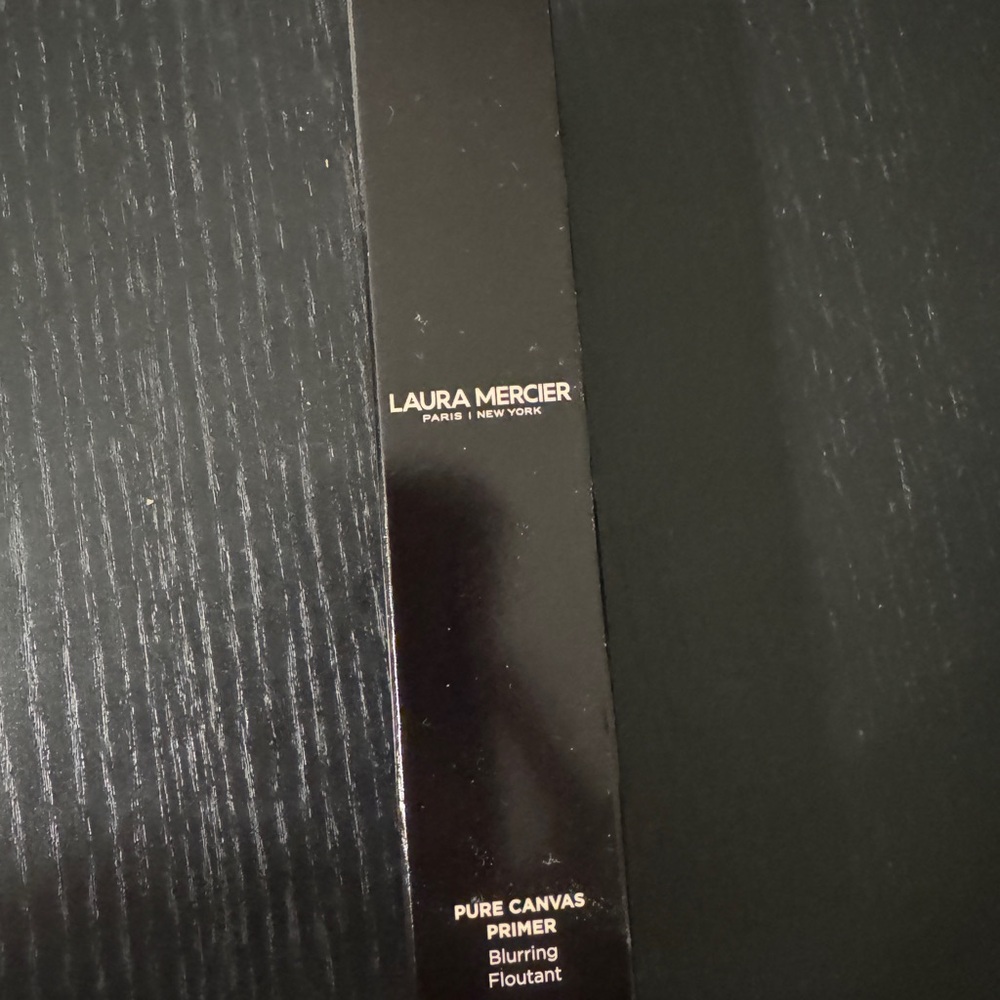 LAURA MERCIER
PARIS | NEW YORK
PURE CANVAS
PRIMER
Blurring
Floutant